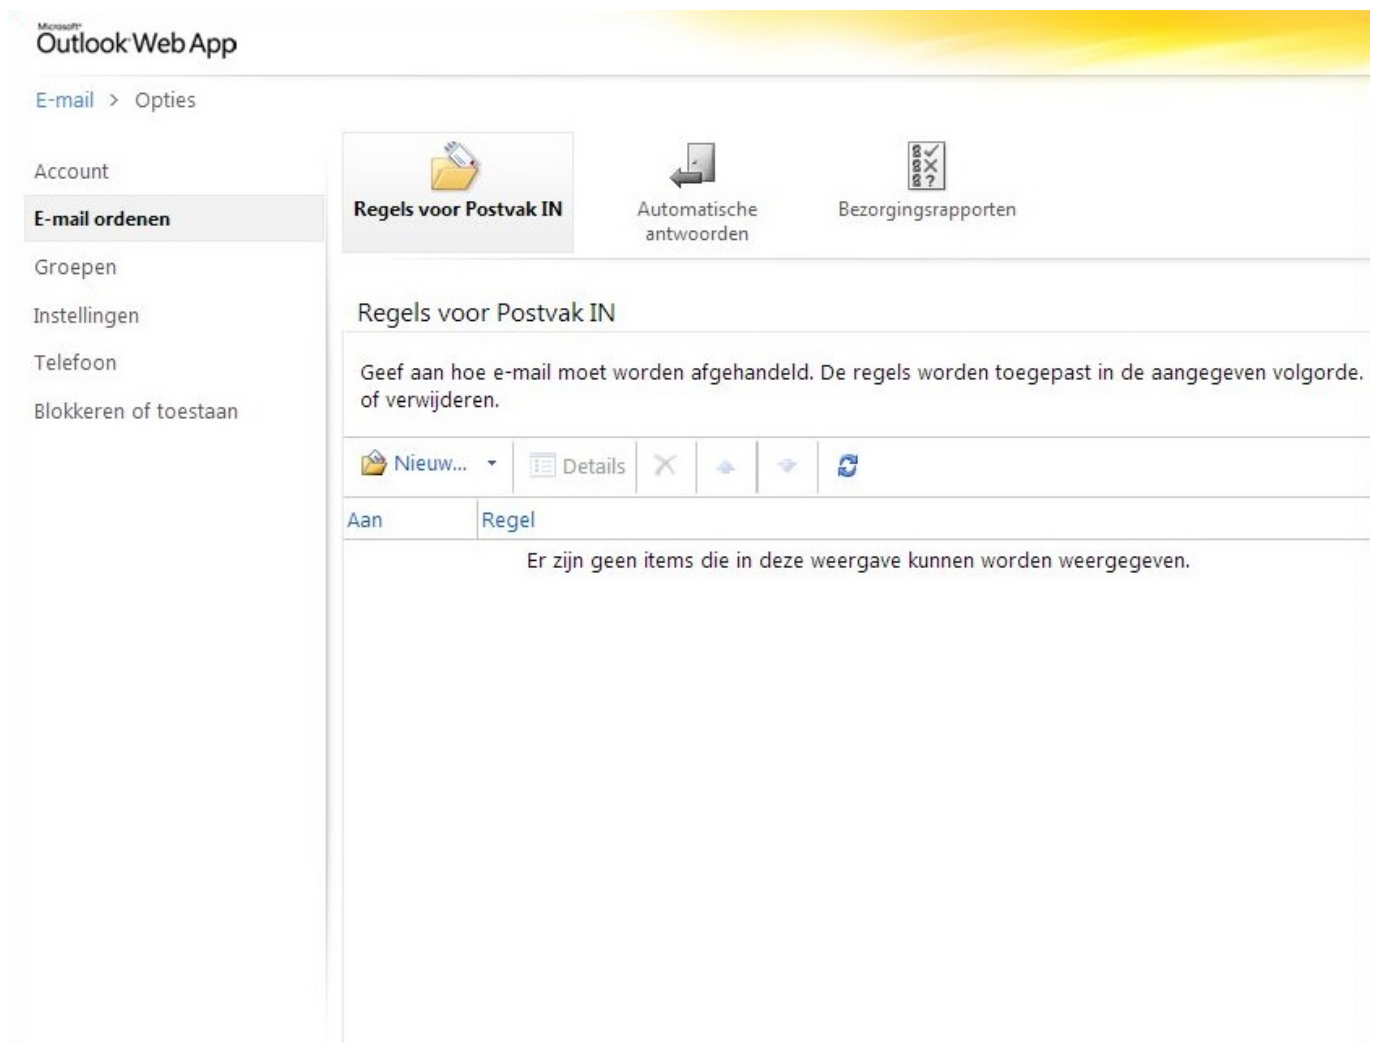 Microsoft®
Outlook Web App
E-mail > Opties
Account
E-mail ordenen
Groepen
Instellingen
Telefoon
Blokkeren of toestaan
Regels voor Postvak IN
Automatische
antwoorden
Bezorgingsrapporten
Regels voor Postvak IN
Geef aan hoe e-mail moet worden afgehandeld. De regels worden toegepast in de aangegeven volgorde.
of verwijderen.
Nieuw... Details
Aan Regel
Er zijn geen items die in deze weergave kunnen worden weergegeven.